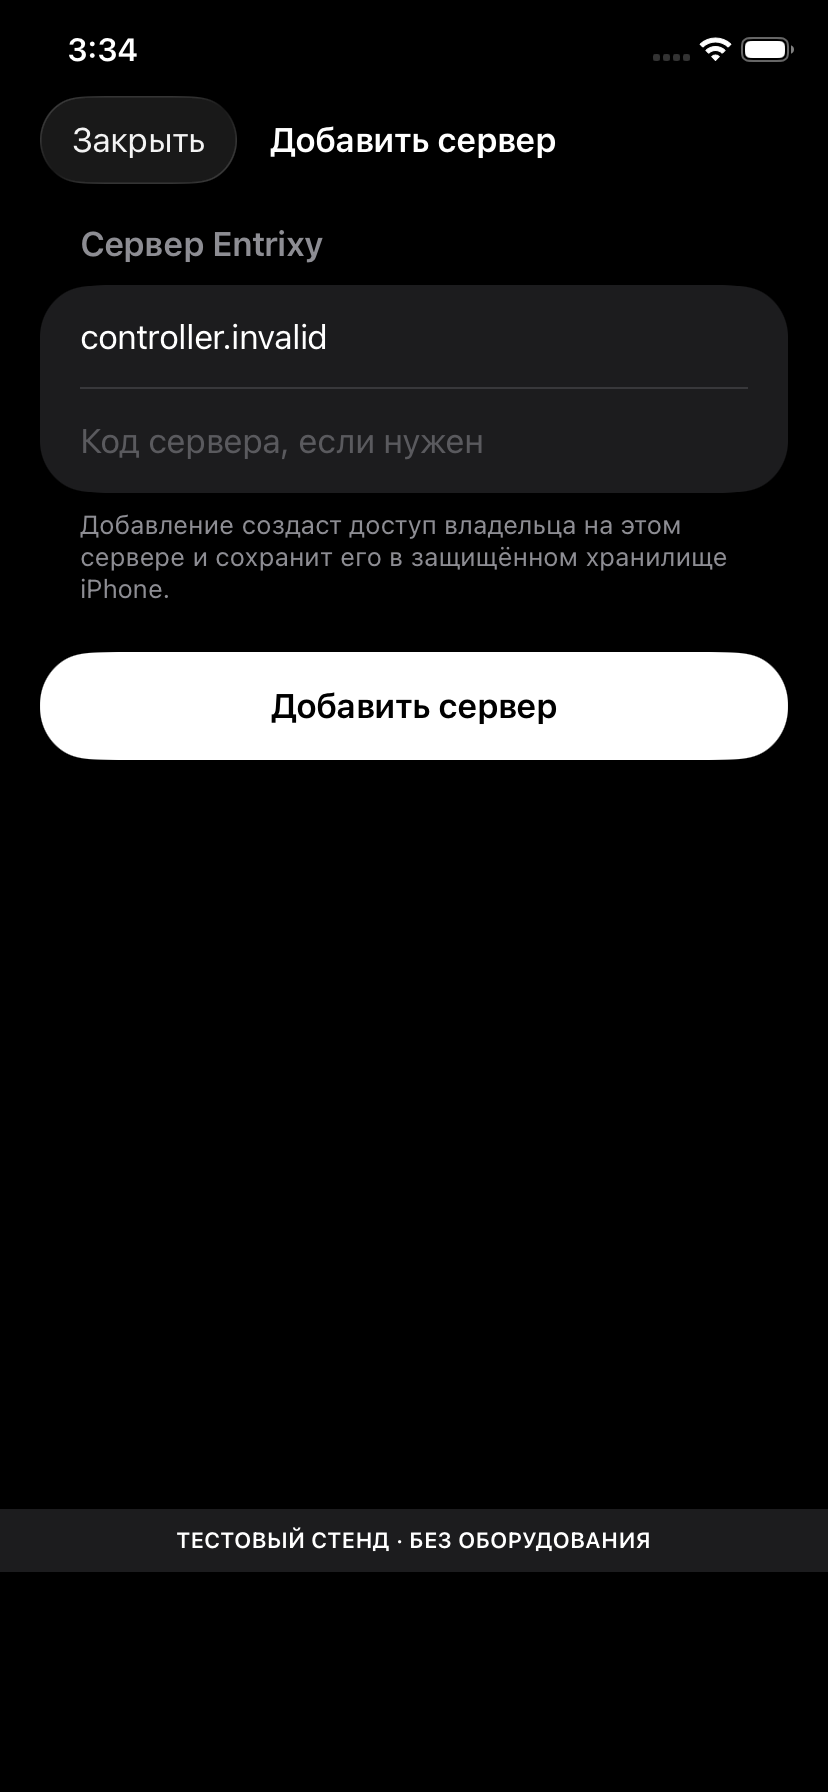 3:34
Закрыть
Добавить сервер
Сервер Entrixy
controller.invalid
Код сервера, если нужен
Добавление создаст доступ владельца на этом
сервере и сохранит его в защищённом хранилище
iPhone.
Добавить сервер
ТЕСТОВЫЙ СТЕНД · БЕЗ ОБОРУДОВАНИЯ